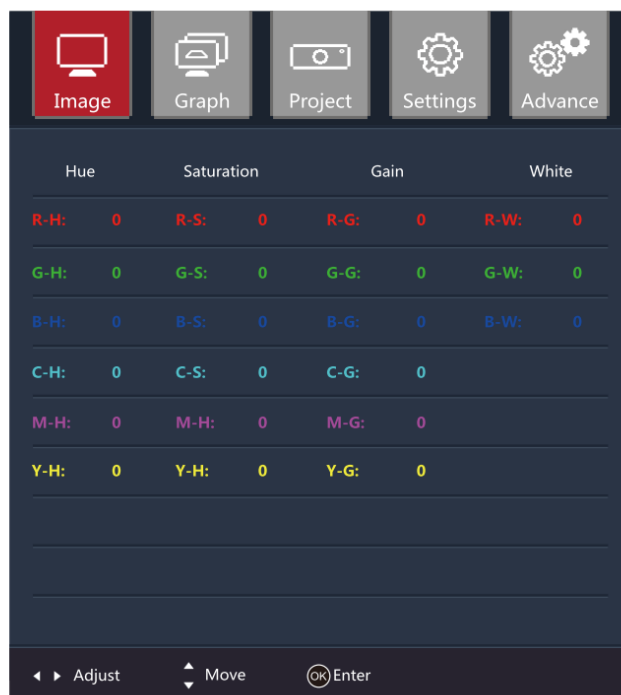 Image Graph Project Settings Advance
Hue Saturation Gain White
R-H: 0 R-S: 0 R-G: 0 R-W: 0
G-H: 0 G-S: 0 G-G: 0 G-W: 0
B-H: 0 B-S: 0 B-G: 0 B-W: 0
C-H: 0 C-S: 0 C-G: 0
M-H: 0 M-H: 0 M-G: 0
Y-H: 0 Y-H: 0 Y-G: 0
Adjust Move OK Enter